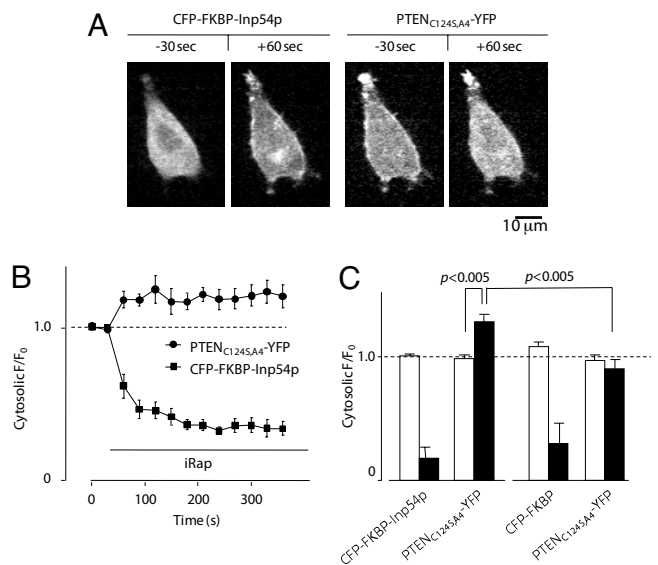 A
CFP-FKBP-Inp54p PTENC124S,A4-YFP
-30 sec +60 sec -30 sec +60 sec
10 μm
B
Cytosolic F/F0
1.0
0
PTENC124S,A4-YFP
CFP-FKBP-Inp54p
iRap
0 100 200 300
Time (s)
C
Cytosolic F/F0
1.0
0
p<0.005 p<0.005
CFP-FKBP-Inp54p
PTENC124S,A4-YFP
CFP-FKBP
PTENC124S,A4-YFP